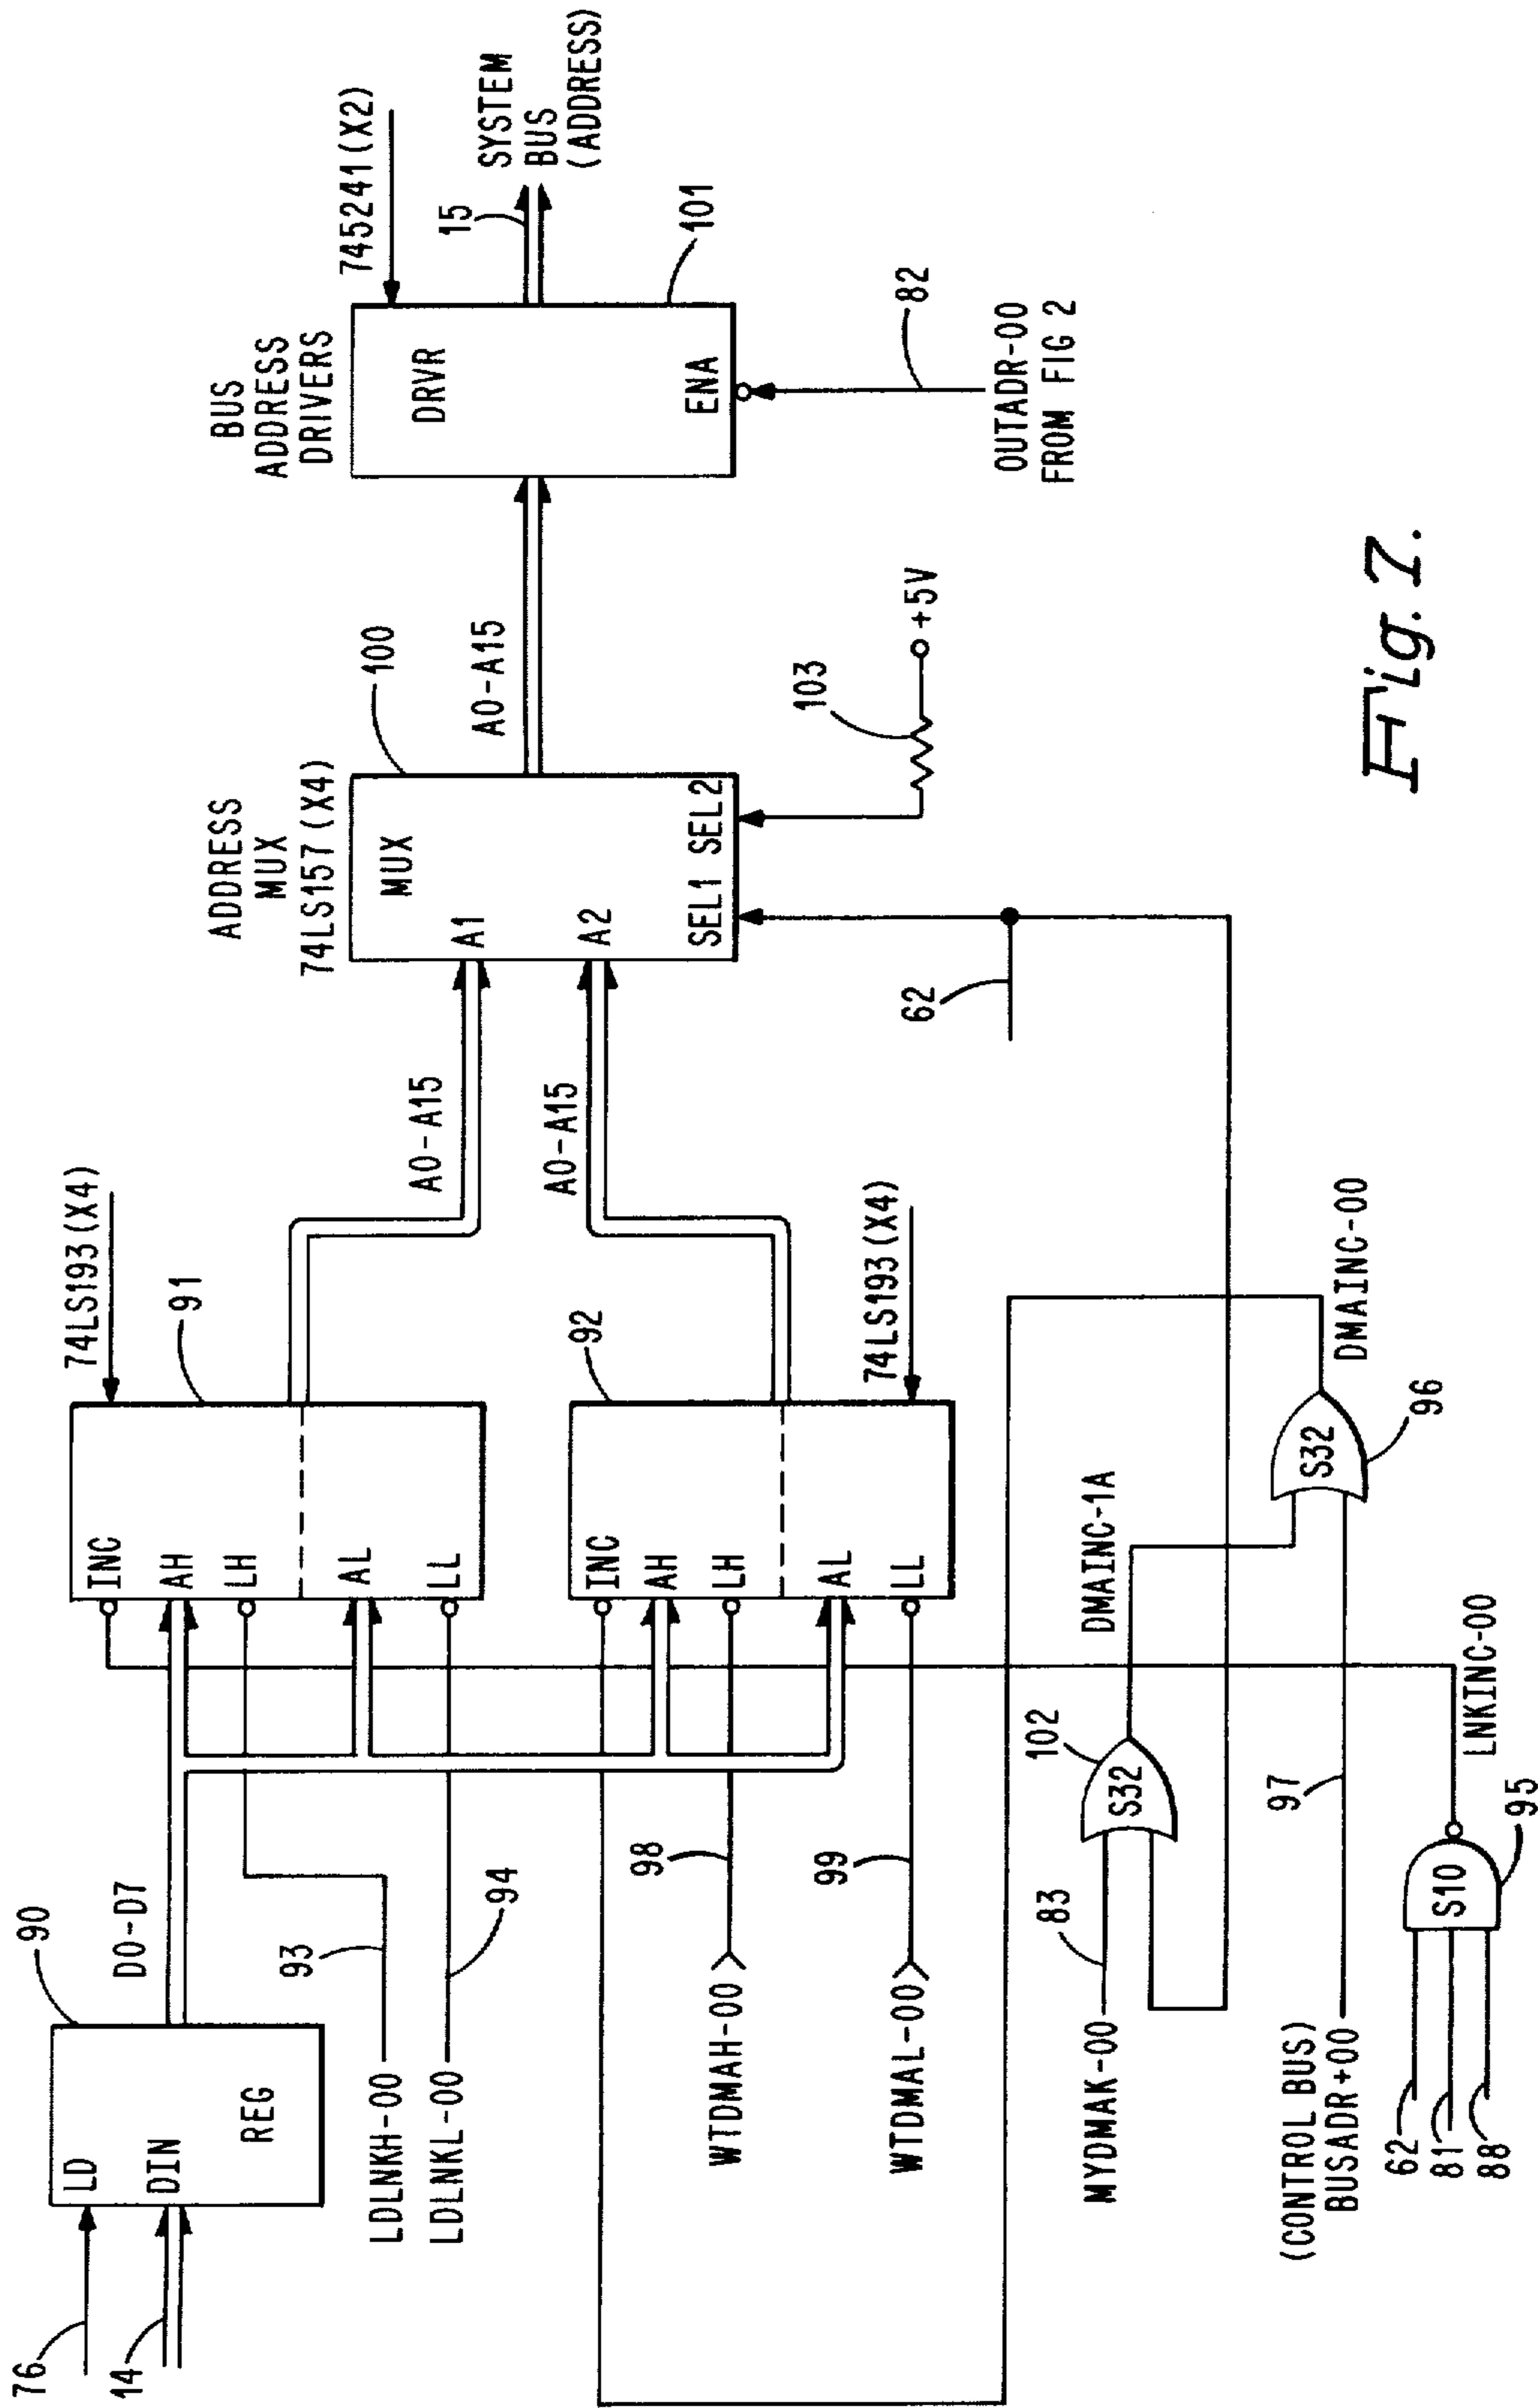 76
14
LD
DIN
REG
90
D0-D7
93
LDLNKH-00
LDLNKL-00
94
INC
AH
LH
AL
LL
91
74LS193(X4)
INC
AH
LH
AL
LL
92
74LS193(X4)
98
WTDMAH-00
99
WTDMAL-00
A0-A15
A0-A15
ADDRESS
MUX
74LS157(X4)
MUX
A1
A2
SEL1 SEL2
100
62
103
+5V
A0-A15
BUS
ADDRESS
DRIVERS
DRVR
ENA
745241(X2)
15
SYSTEM
BUS
(ADDRESS)
101
82
OUTADR-00
FROM FIG 2
83
MYDMAK-00
102
S32
DMAINC-1A
(CONTROL BUS)
BUSADR+00
97
S32
96
DMAINC-00
62
81
88
S10
95
LNKINC-00
Fig. 7.